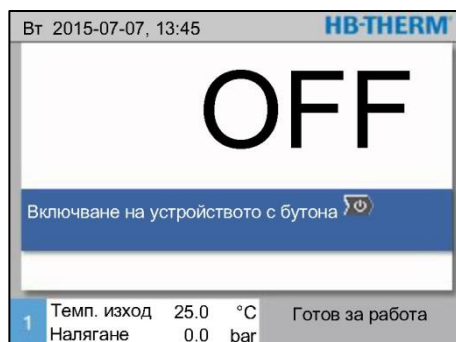 Вт 2015-07-07, 13:45 HB-THERM
OFF
Включване на устройството с бутона
1 Темп. изход 25.0 °C Готов за работа
Налягане 0.0 bar